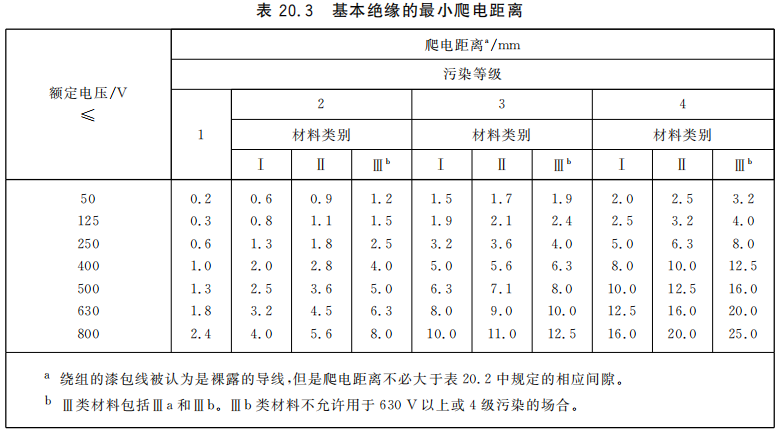 表 20.3 基本绝缘的最小爬电距离
额定电压/V
≤
爬电距离ᵃ/mm
污染等级
1 2 3 4
材料类别 材料类别 材料类别
Ⅰ Ⅱ Ⅲᵇ Ⅰ Ⅱ Ⅲᵇ Ⅰ Ⅱ Ⅲᵇ
50 0.2 0.6 0.9 1.2 1.5 1.7 1.9 2.0 2.5 3.2
125 0.3 0.8 1.1 1.5 1.9 2.1 2.4 2.5 3.2 4.0
250 0.6 1.3 1.8 2.5 3.2 3.6 4.0 5.0 6.3 8.0
400 1.0 2.0 2.8 4.0 5.0 5.6 6.3 8.0 10.0 12.5
500 1.3 2.5 3.6 5.0 6.3 7.1 8.0 10.0 12.5 16.0
630 1.8 3.2 4.5 6.3 8.0 9.0 10.0 12.5 16.0 20.0
800 2.4 4.0 5.6 8.0 10.0 11.0 12.5 16.0 20.0 25.0
ᵃ 绕组的漆包线被认为是裸露的导线,但是爬电距离不必大于表 20.2 中规定的相应间隙。
ᵇ Ⅲ类材料包括Ⅲa 和Ⅲb。Ⅲb 类材料不允许用于 630 V 以上或 4 级污染的场合。